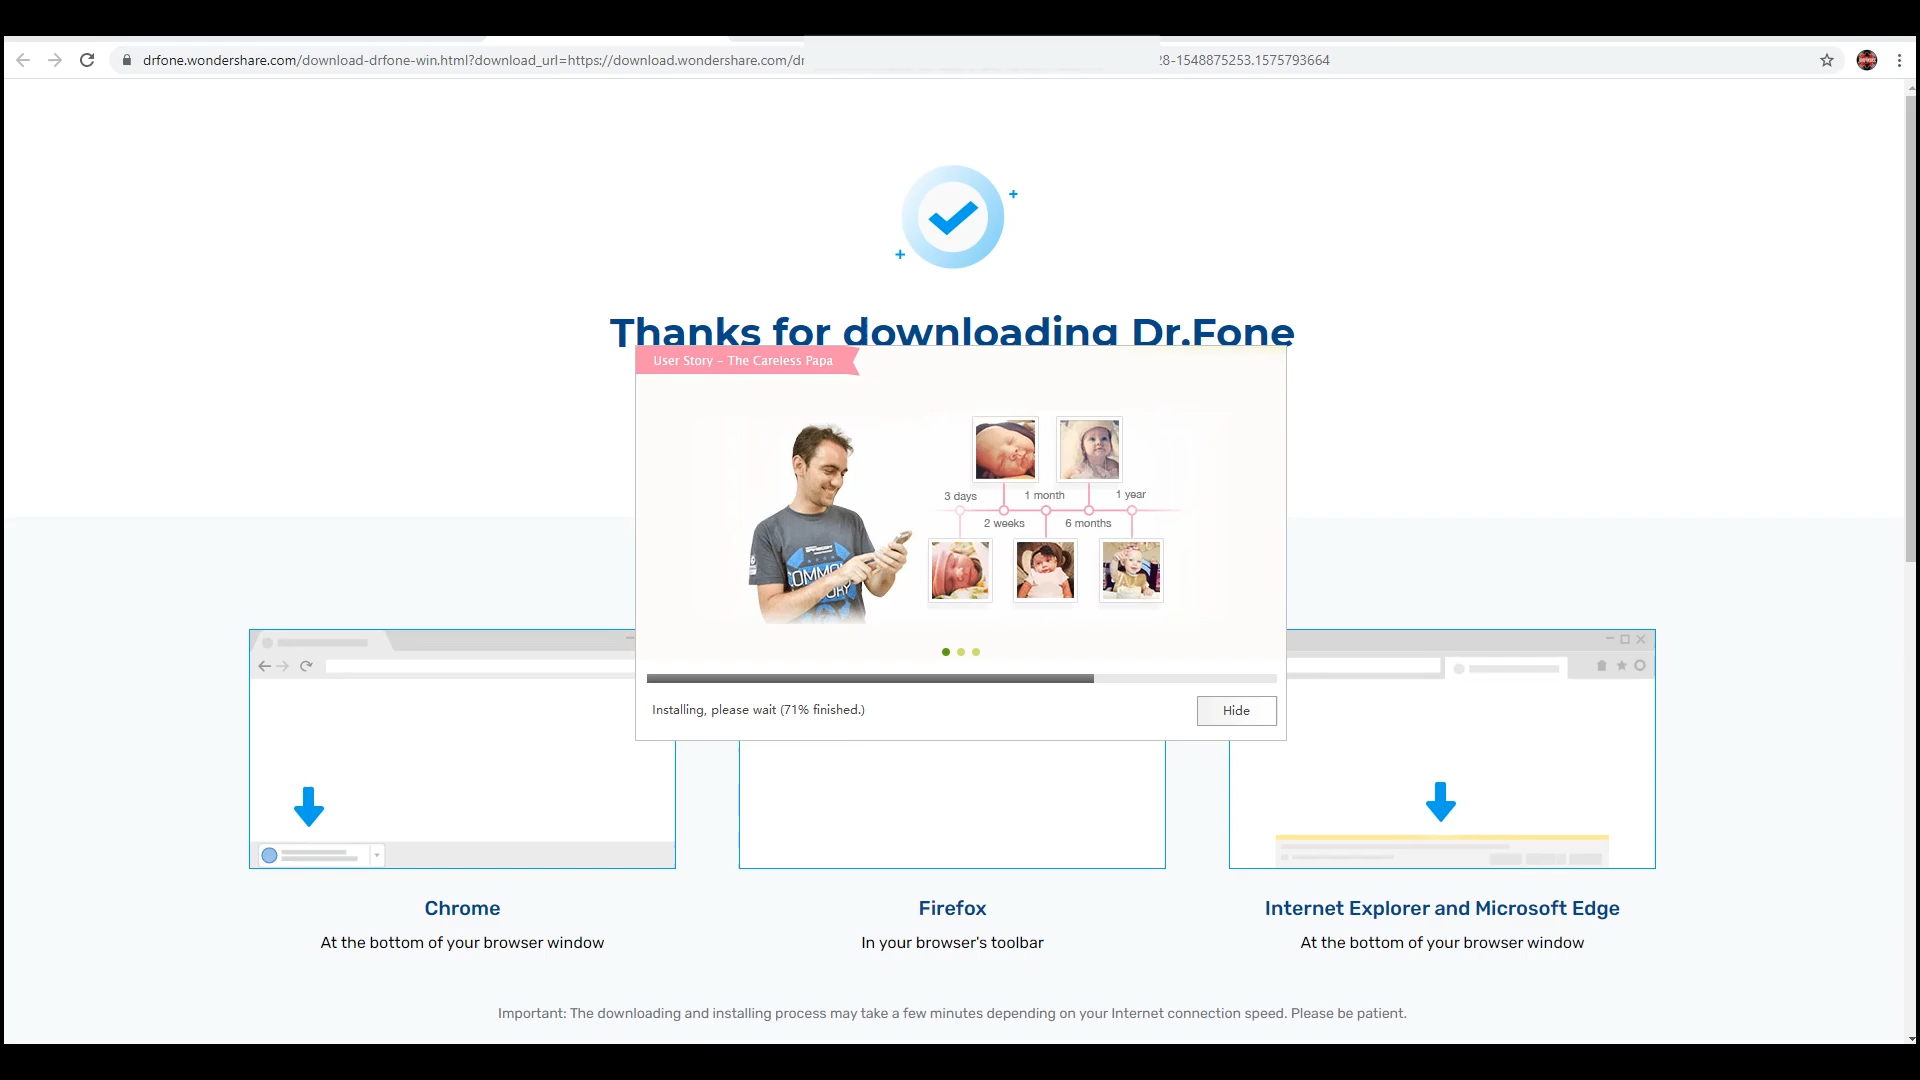 drfone.wondershare.com/download-drfone-win.html?download_url=https://download.wondershare.com/dr 28-1548875253.1575793664
Thanks for downloading Dr.Fone
User Story – The Careless Papa
3 days 1 month 1 year
2 weeks 6 months
COMMON
Installing, please wait (71% finished.)
Hide
Chrome
Firefox
Internet Explorer and Microsoft Edge
At the bottom of your browser window
In your browser's toolbar
At the bottom of your browser window
Important: The downloading and installing process may take a few minutes depending on your Internet connection speed. Please be patient.